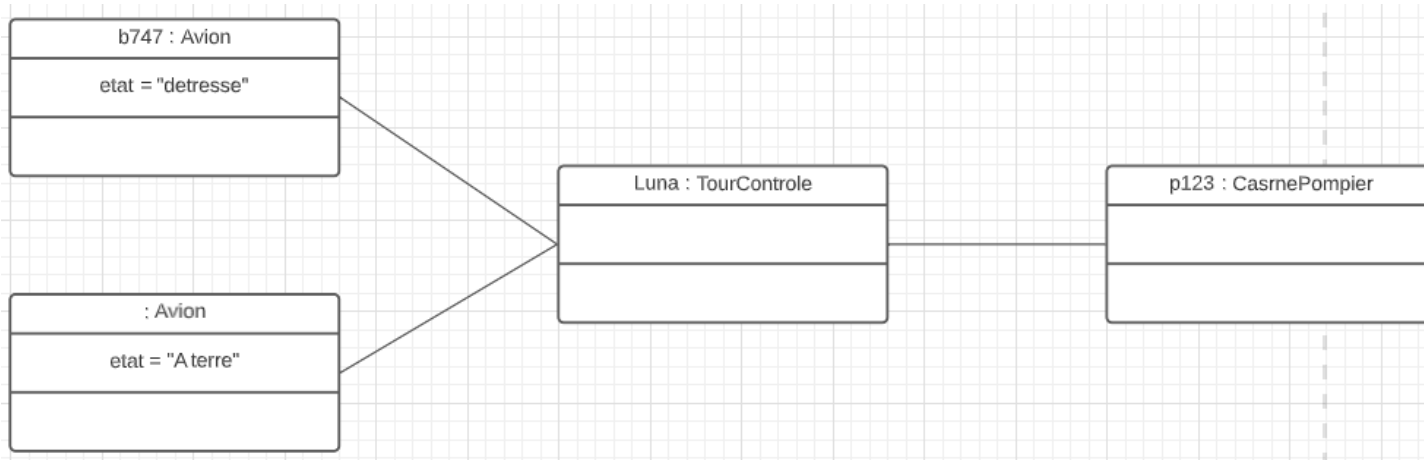 b747 : Avion
etat = "detresse"
: Avion
etat = "A terre"
Luna : TourControle
p123 : CasrnePompier